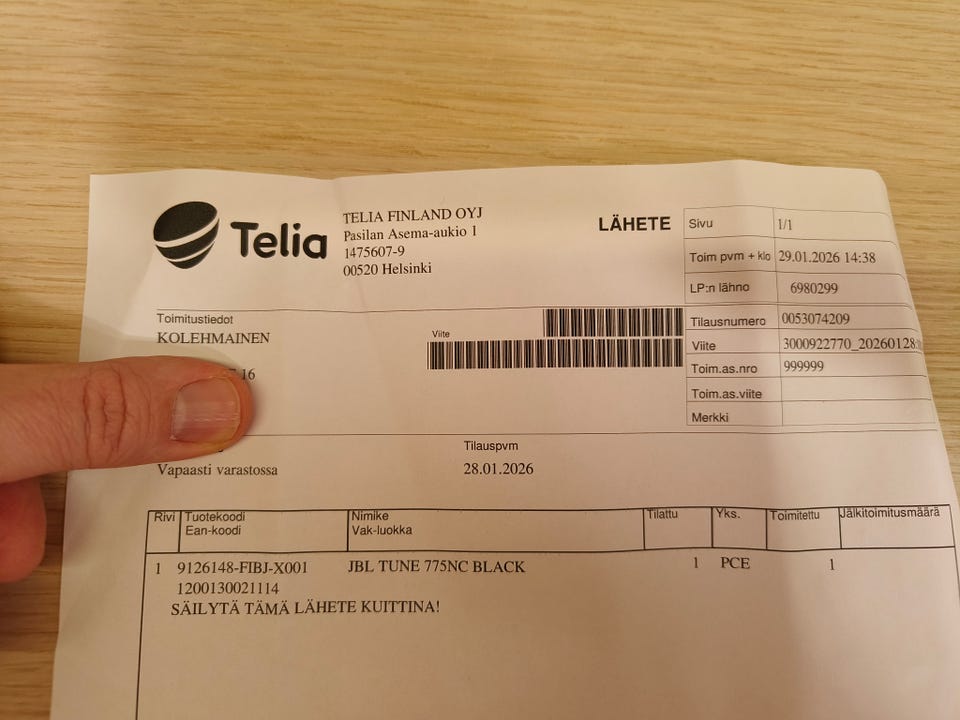 Telia
TELIA FINLAND OYJ
Pasilan Asema-aukio 1
1475607-9
00520 Helsinki
LÄHETE
Sivu 1/1
Toim pvm + klo 29.01.2026 14:38
LP:n lähno 6980299
Tilausnumero 0053074209
Viite 3000922770_20260128
Toim.as.nro 999999
Toim.as.viite
Merkki
Toimitustiedot
KOLEHMAINEN
16
Viite
Vapaasti varastossa
Tilauspvm
28.01.2026
Rivi Tuotekoodi Nimike Tilattu Yks. Toimitettu Jälkitoimitusmäärä
Ean-koodi Vak-luokka
1 9126148-FIBJ-X001 JBL TUNE 775NC BLACK 1 PCE 1
1200130021114
SÄILYTÄ TÄMÄ LÄHETE KUITTINA!